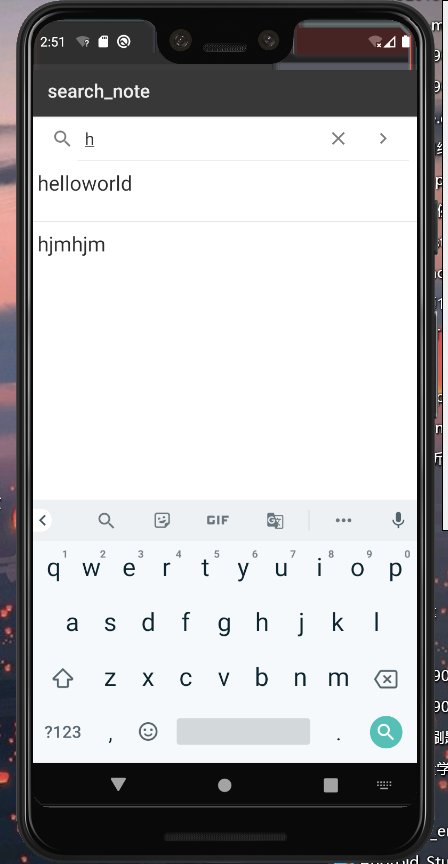 2:51
search_note
h
helloworld
hjmhjm
GIF
1 2 3 4 5 6 7 8 9 0
q w e r t y u i o p
a s d f g h j k l
z x c v b n m
?123 , .